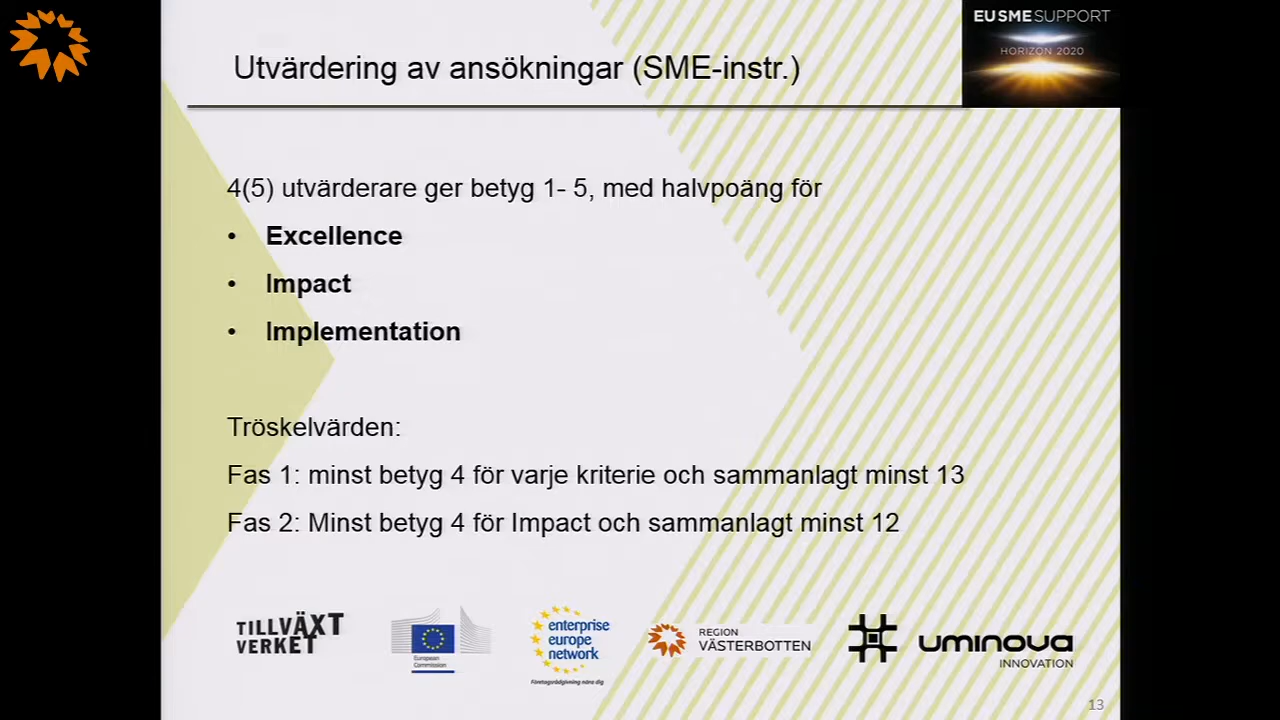 EU SME SUPPORT
HORIZON 2020
Utvärdering av ansökningar (SME-instr.)
4(5) utvärderare ger betyg 1- 5, med halvpoäng för
• Excellence
• Impact
• Implementation
Tröskelvärden:
Fas 1: minst betyg 4 för varje kriterie och sammanlagt minst 13
Fas 2: Minst betyg 4 för Impact och sammanlagt minst 12
TILLVÄXT
VERKET
European
Commission
enterprise
europe
network
Företagsrådgivning nära dig
REGION
VÄSTERBOTTEN
uminova
INNOVATION
13